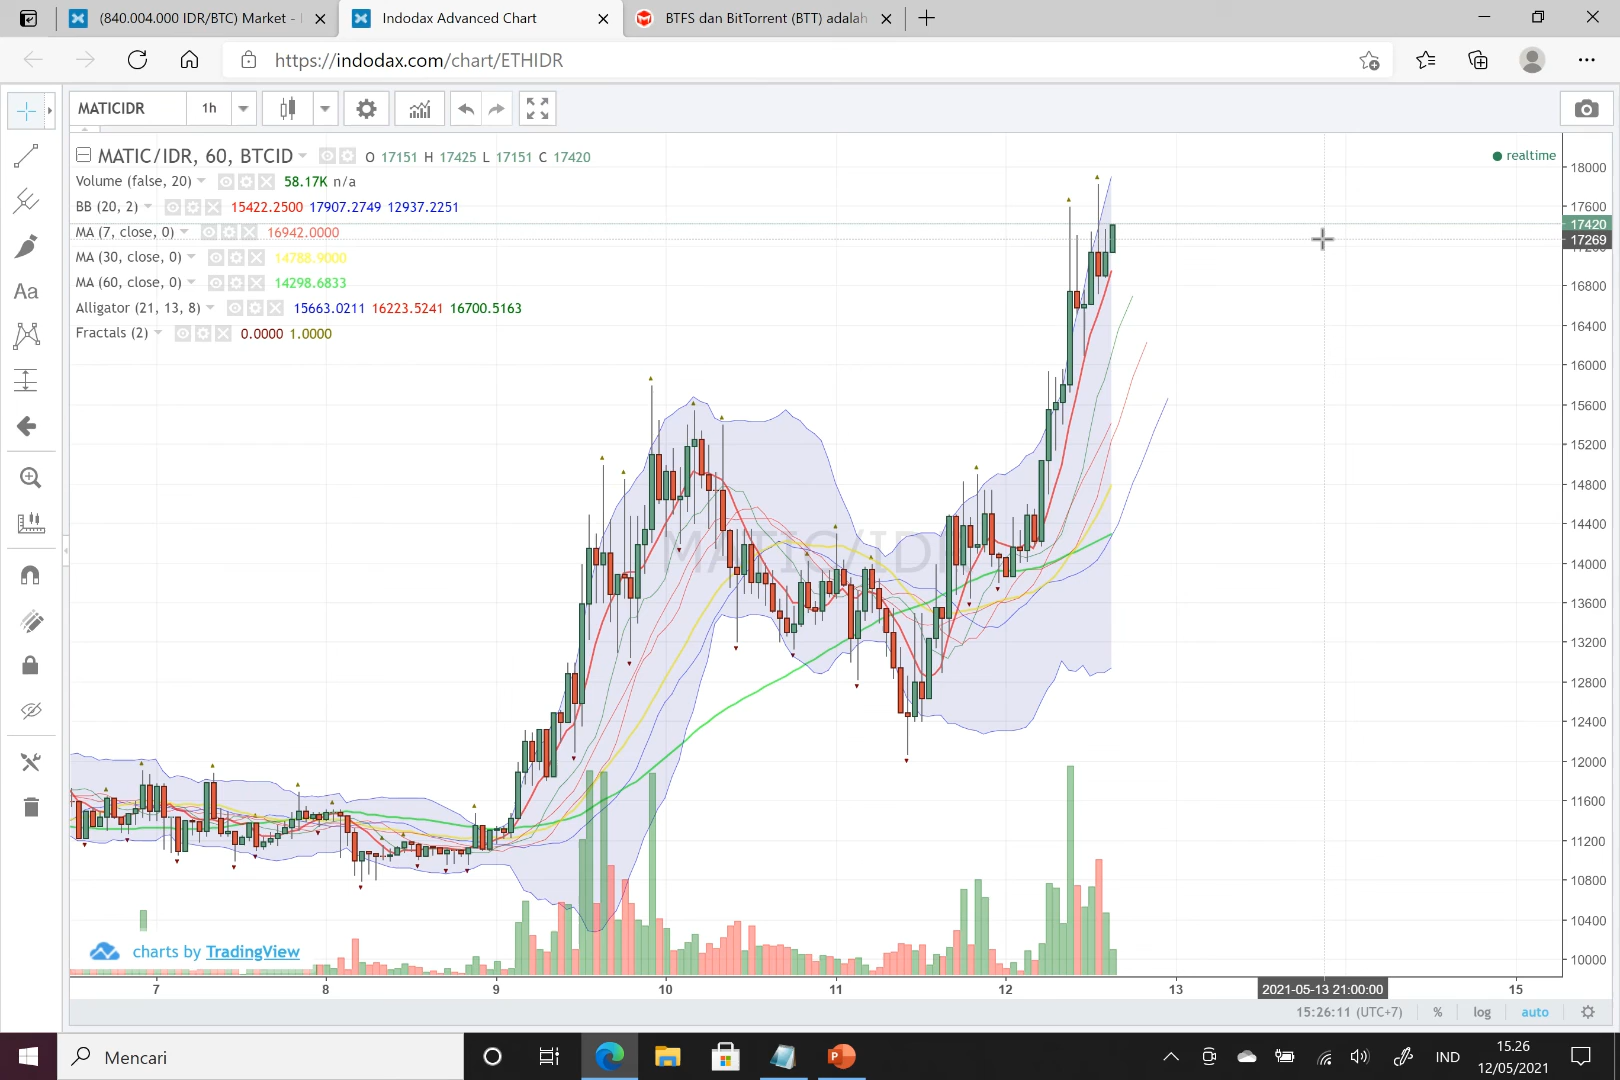 (840.004.000 IDR/BTC) Market -
Indodax Advanced Chart
BTFS dan BitTorrent (BTT) adalah
https://indodax.com/chart/ETHIDR
MATICIDR 1h
MATIC/IDR, 60, BTCID O 17151 H 17425 L 17151 C 17420
realtime
Volume (false, 20) 58.17K n/a
BB (20, 2) 15422.2500 17907.2749 12937.2251
MA (7, close, 0) 16942.0000
MA (30, close, 0) 14788.9000
MA (60, close, 0) 14298.6833
Alligator (21, 13, 8) 15663.0211 16223.5241 16700.5163
Fractals (2) 0.0000 1.0000
Aa
MATIC/IDR
18000
17600
17420
17269
16800
16400
16000
15600
15200
14800
14400
14000
13600
13200
12800
12400
12000
11600
11200
10800
10400
10000
charts by TradingView
7 8 9 10 11 12 13 2021-05-13 21:00:00 15
15:26:11 (UTC+7) % log auto
Mencari
IND
15.26
12/05/2021